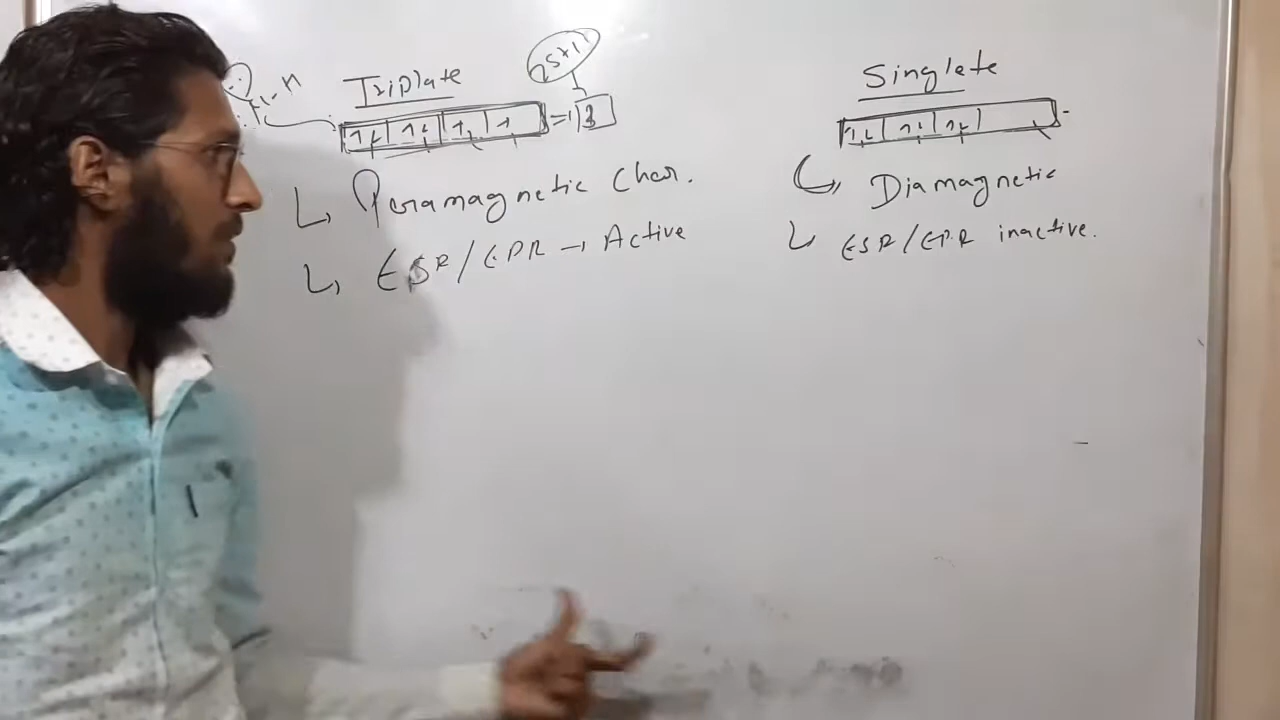 Triplate
2S+1
= 3
Paramagnetic Char.
ESR/EPR → Active
Singlete
Diamagnetic
ESR/EPR inactive.